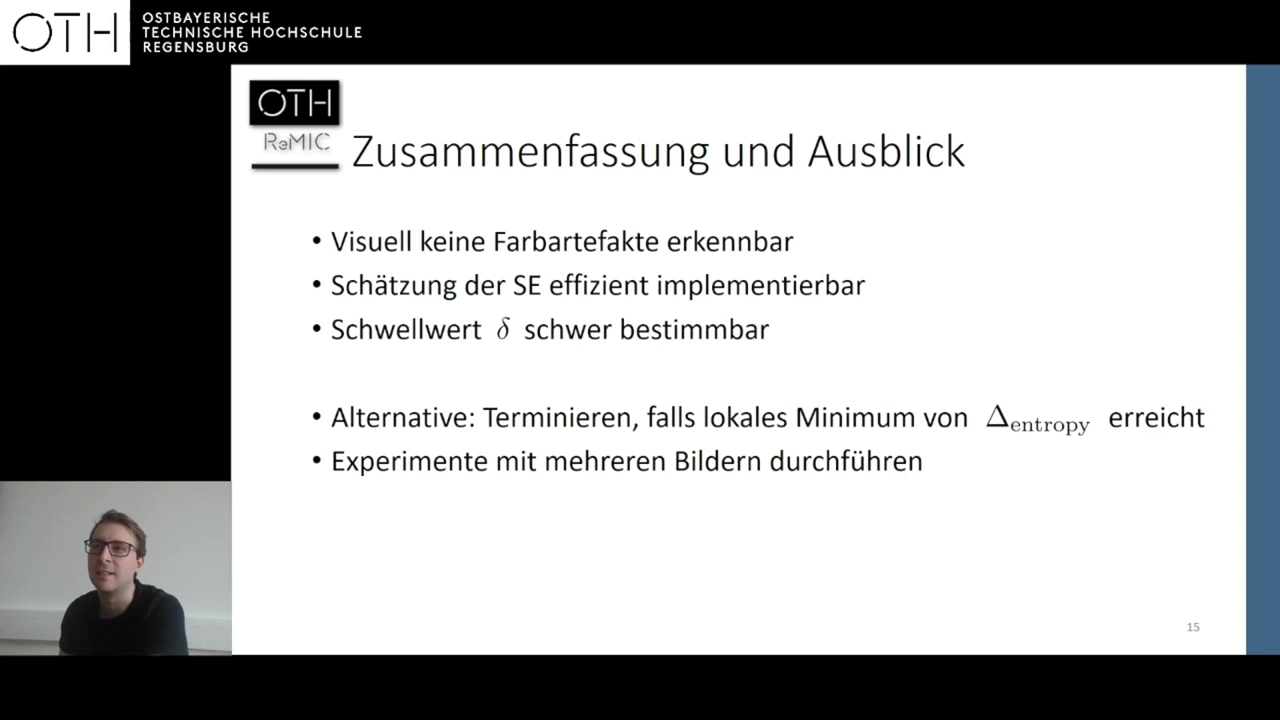 OTH
OSTBAYERISCHE
TECHNISCHE HOCHSCHULE
REGENSBURG
OTH
ReMIC
Zusammenfassung und Ausblick
• Visuell keine Farbartefakte erkennbar
• Schätzung der SE effizient implementierbar
• Schwellwert δ schwer bestimmbar
• Alternative: Terminieren, falls lokales Minimum von Δentropy erreicht
• Experimente mit mehreren Bildern durchführen
15